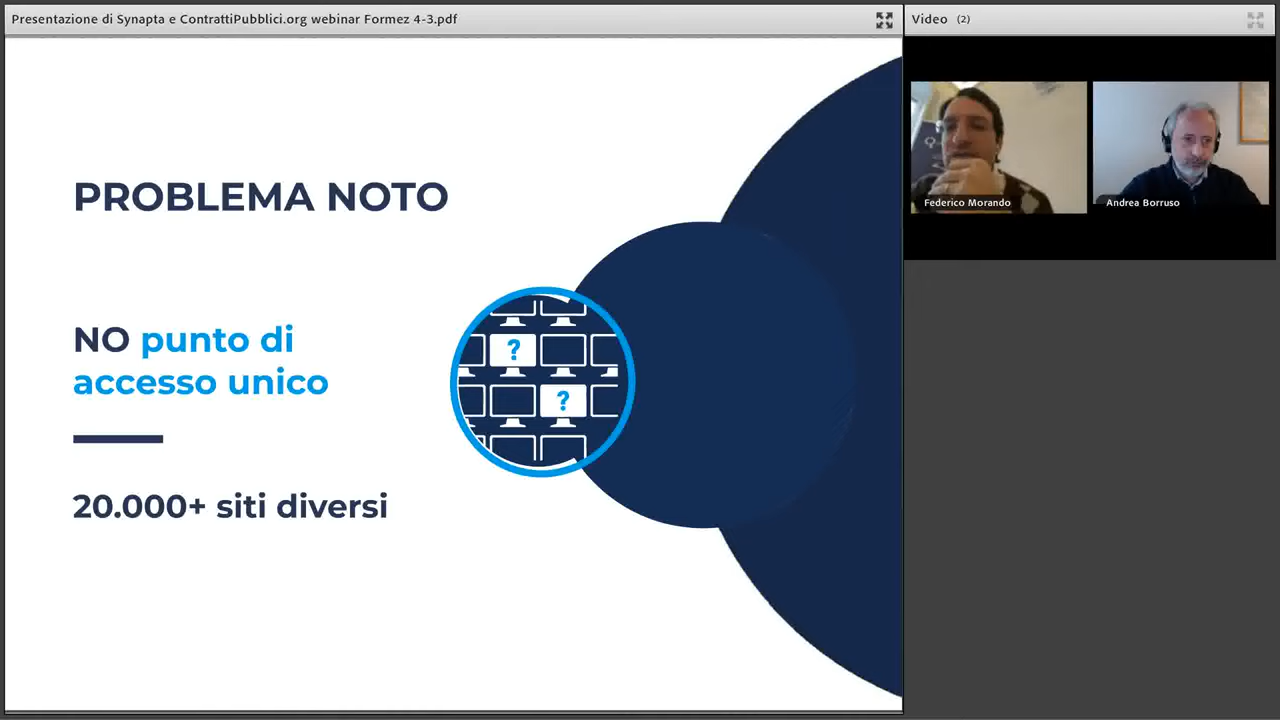 Presentazione di Synapta e ContrattiPubblici.org webinar Formez 4-3.pdf
Video (2)
PROBLEMA NOTO
NO punto di
accesso unico
20.000+ siti diversi
?
?
Federico Morando
Andrea Borruso